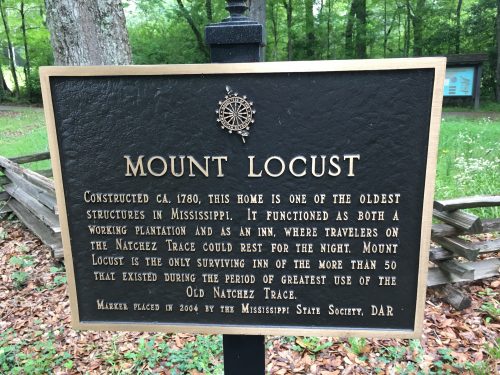 MOUNT LOCUST
CONSTRUCTED CA. 1780, THIS HOME IS ONE OF THE OLDEST
STRUCTURES IN MISSISSIPPI. IT FUNCTIONED AS BOTH A
WORKING PLANTATION AND AS AN INN, WHERE TRAVELERS ON
THE NATCHEZ TRACE COULD REST FOR THE NIGHT. MOUNT
LOCUST IS THE ONLY SURVIVING INN OF THE MORE THAN 50
THAT EXISTED DURING THE PERIOD OF GREATEST USE OF THE
OLD NATCHEZ TRACE.
MARKER PLACED IN 2004 BY THE MISSISSIPPI STATE SOCIETY, DAR